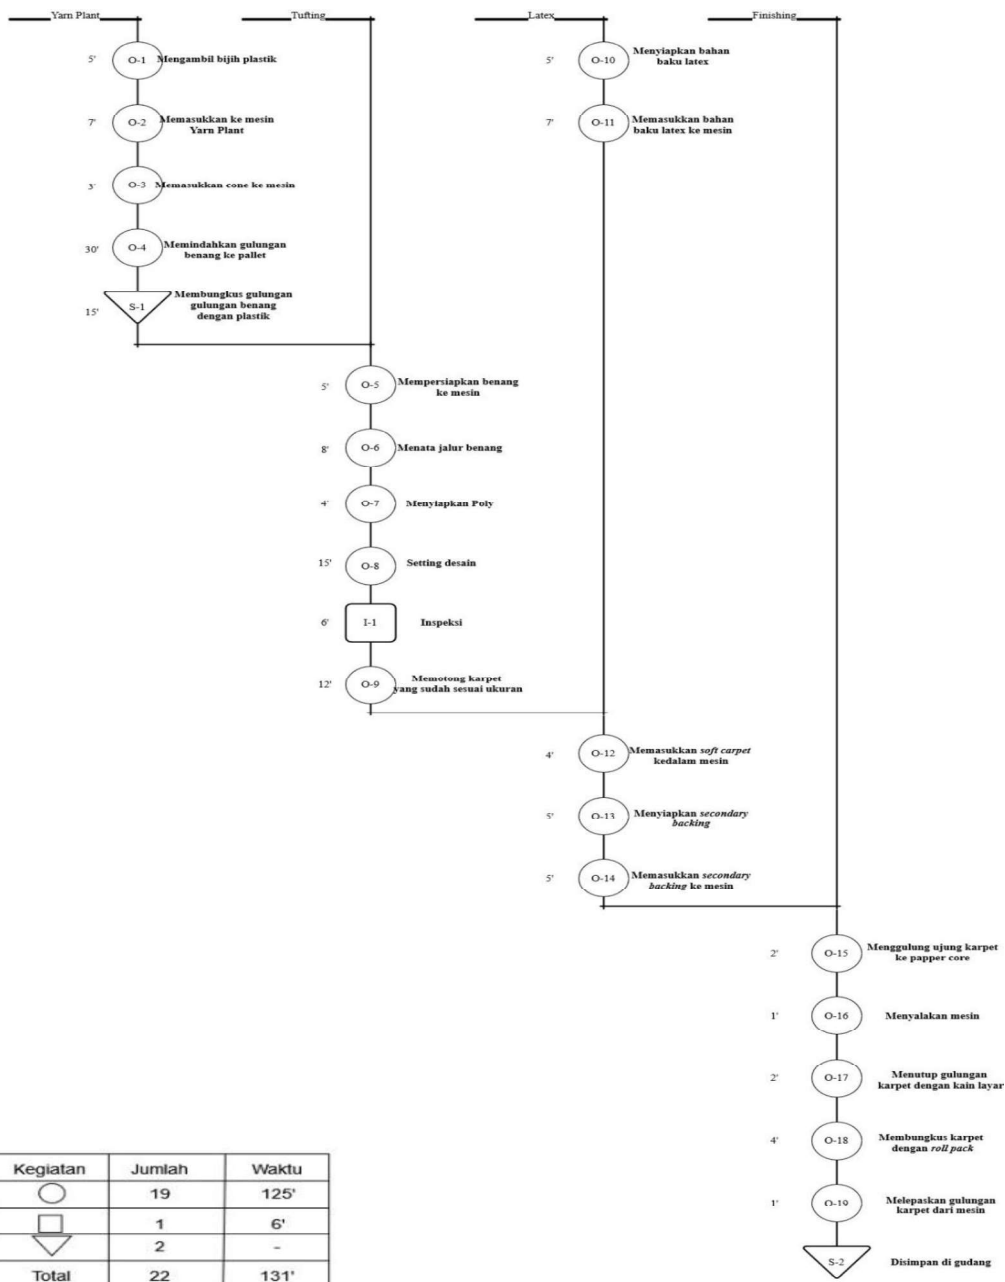 Yarn Plant
Tufting
Latex
Finishing
5'
O-1
Mengambil bijih plastik
7'
O-2
Memasukkan ke mesin
Yarn Plant
3'
O-3
Memasukkan cone ke mesin
30'
O-4
Memindahkan gulungan
benang ke pallet
15'
S-1
Membungkus gulungan
gulungan benang
dengan plastik
5'
O-10
Menyiapkan bahan
baku latex
7'
O-11
Memasukkan bahan
baku latex ke mesin
5'
O-5
Mempersiapkan benang
ke mesin
8'
O-6
Menata jalur benang
4'
O-7
Menyiapkan Poly
15'
O-8
Setting desain
6'
I-1
Inspeksi
12'
O-9
Memotong karpet
yang sudah sesuai ukuran
4'
O-12
Memasukkan soft carpet
kedalam mesin
5'
O-13
Menyiapkan secondary
backing
5'
O-14
Memasukkan secondary
backing ke mesin
2'
O-15
Menggulung ujung karpet
ke papper core
1'
O-16
Menyalakan mesin
2'
O-17
Menutup gulungan
karpet dengan kain layar
4'
O-18
Membungkus karpet
dengan roll pack
1'
O-19
Melepaskan gulungan
karpet dari mesin
S-2
Disimpan di gudang
Kegiatan Jumlah Waktu
19 125'
1 6'
2 -
Total 22 131'